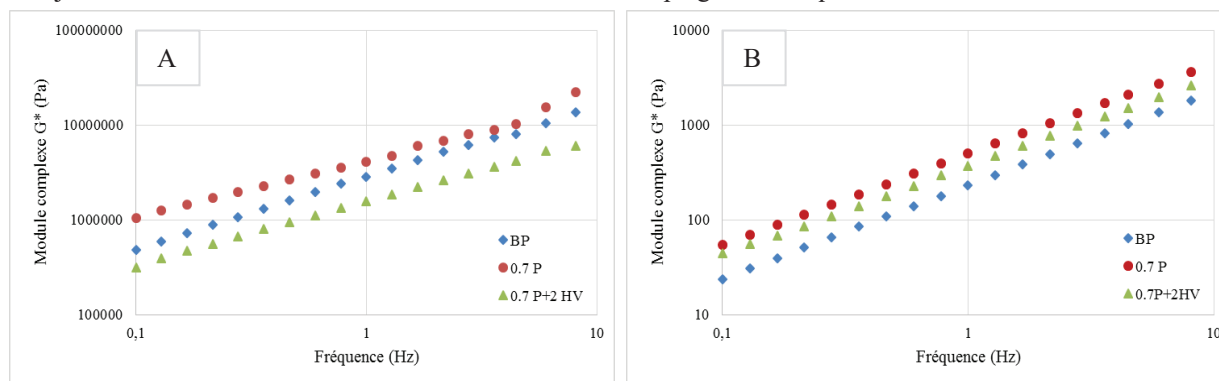 A
Module complexe G* (Pa)
100000000
10000000
1000000
100000
0,1
1
10
Fréquence (Hz)
BP
0.7 P
0.7 P+2 HV
B
Module complexe G* (Pa)
10000
1000
100
10
0,1
1
10
Fréquence (Hz)
BP
0.7 P
0.7P+2HV